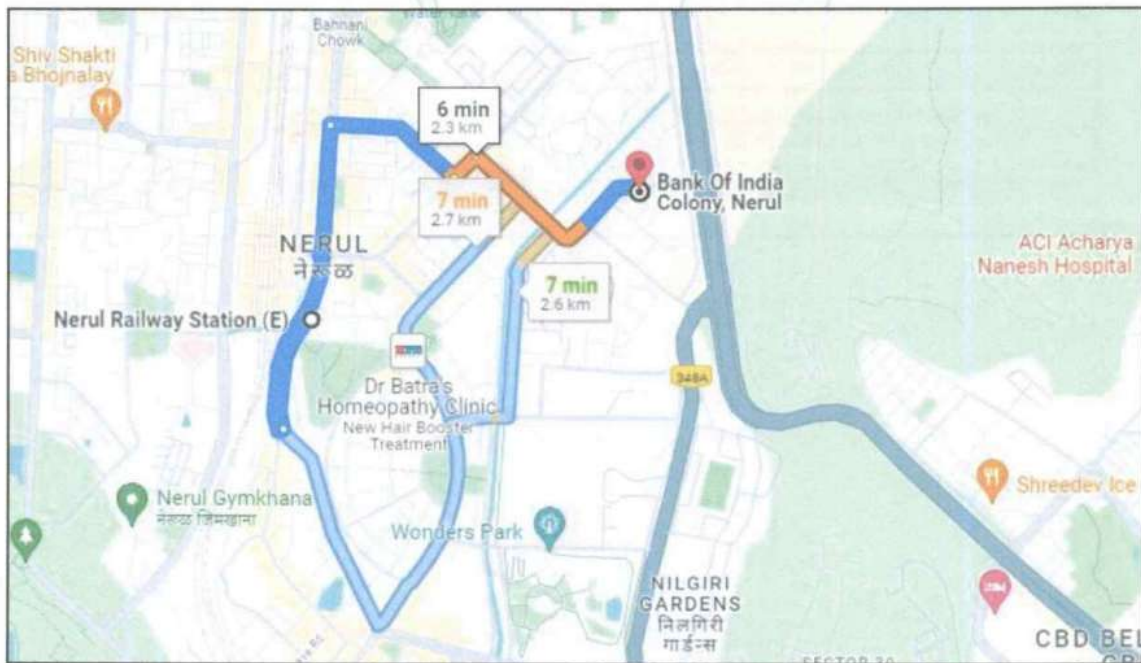 Bahnani
Chowk
Shiv Shakti
a Bhojnalay
6 min
2.3 km
7 min
2.7 km
Bank Of India
Colony, Nerul
NERUL
नेरूळ
ACI Acharya
Nanesh Hospital
7 min
2.6 km
Nerul Railway Station (E)
348A
Dr Batra's
Homeopathy Clinic
New Hair Booster
Treatment
Nerul Gymkhana
नेरूळ जिमखाना
Shreedev Ice
Wonders Park
NILGIRI
GARDENS
निलगिरी
गार्डन्स
CBD BEL
SECTOR 30